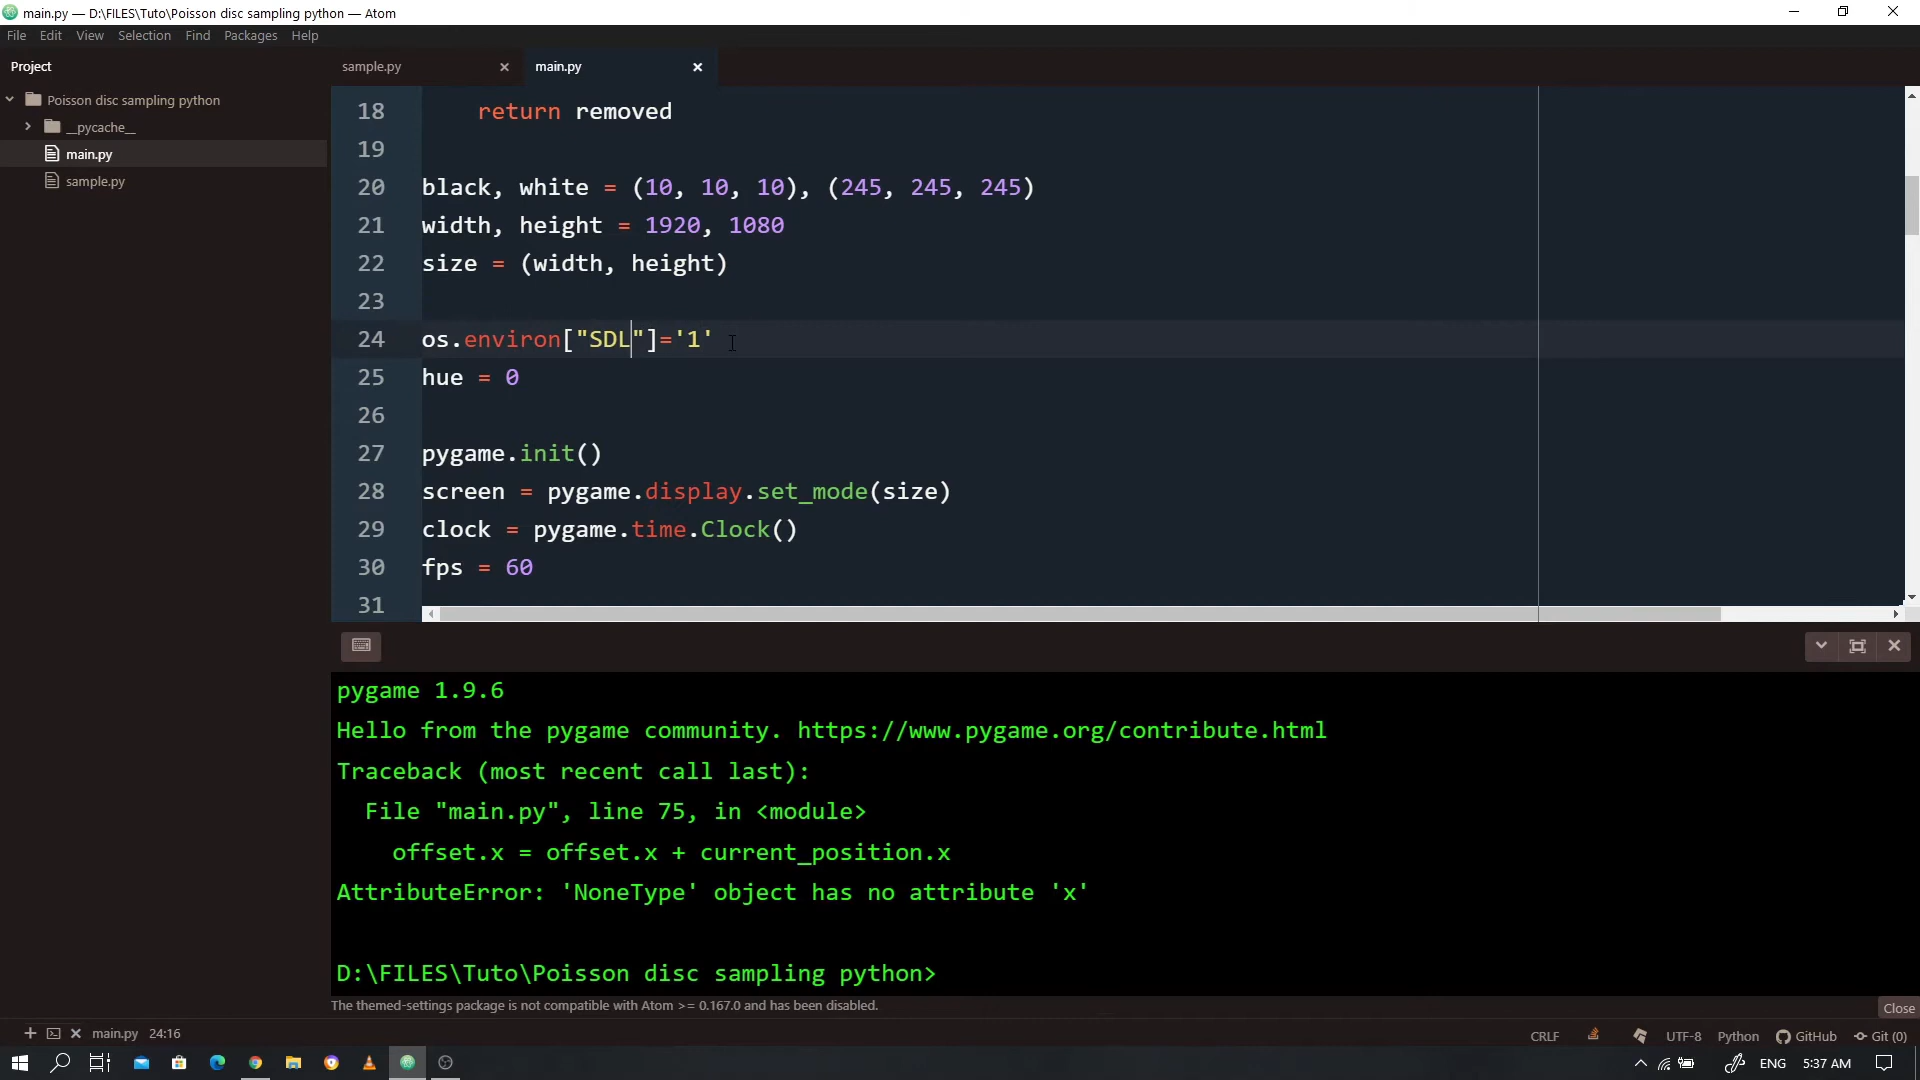 main.py — D:\FILES\Tuto\Poisson disc sampling python — Atom
File Edit View Selection Find Packages Help
Project
Poisson disc sampling python
__pycache__
main.py
sample.py
sample.py
main.py
18 return removed
19
20 black, white = (10, 10, 10), (245, 245, 245)
21 width, height = 1920, 1080
22 size = (width, height)
23
24 os.environ["SDL"]='1'
25 hue = 0
26
27 pygame.init()
28 screen = pygame.display.set_mode(size)
29 clock = pygame.time.Clock()
30 fps = 60
31
pygame 1.9.6
Hello from the pygame community. https://www.pygame.org/contribute.html
Traceback (most recent call last):
File "main.py", line 75, in <module>
offset.x = offset.x + current_position.x
AttributeError: 'NoneType' object has no attribute 'x'
D:\FILES\Tuto\Poisson disc sampling python>
The themed-settings package is not compatible with Atom >= 0.167.0 and has been disabled.
Close
main.py 24:16
CRLF UTF-8 Python GitHub Git (0)
ENG 5:37 AM